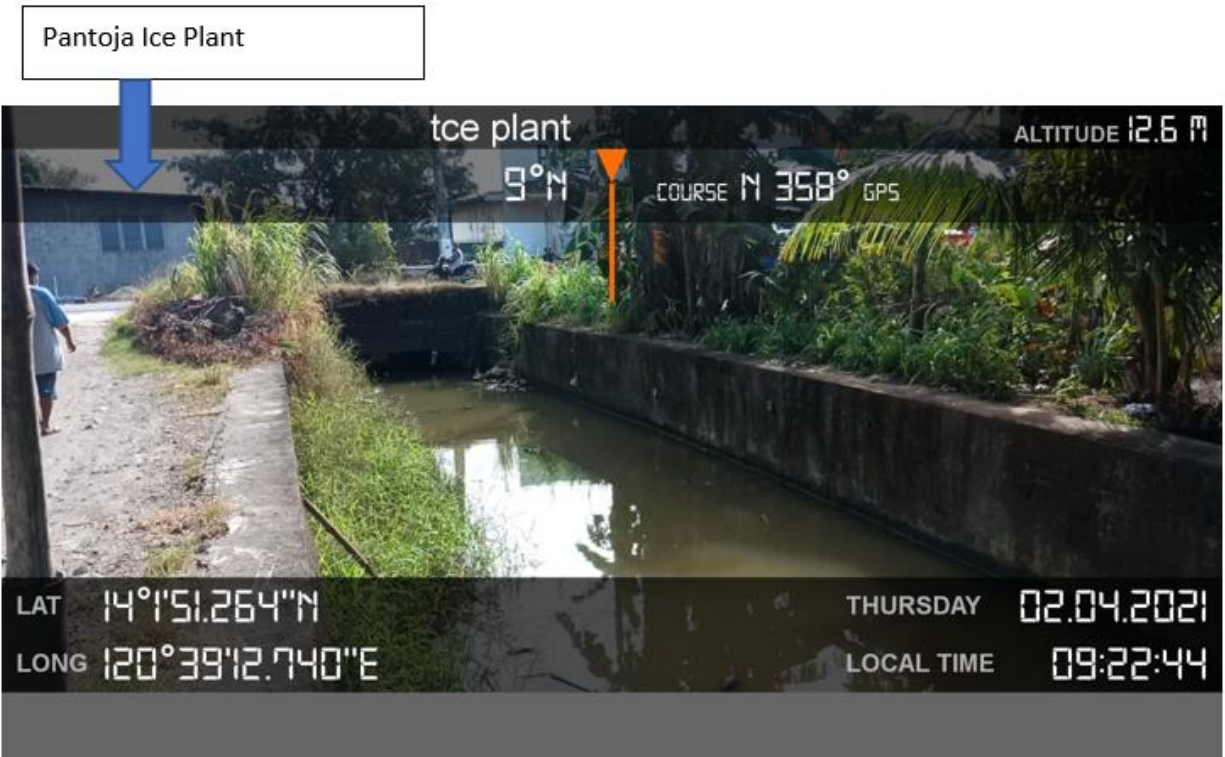 Pantoja Ice Plant
tce plant
ALTITUDE 12.6 m
9°N
COURSE N 358° GPS
LAT 14°1'51.264"N
THURSDAY 02.04.2021
LONG 120°39'12.740"E
LOCAL TIME 09:22:44